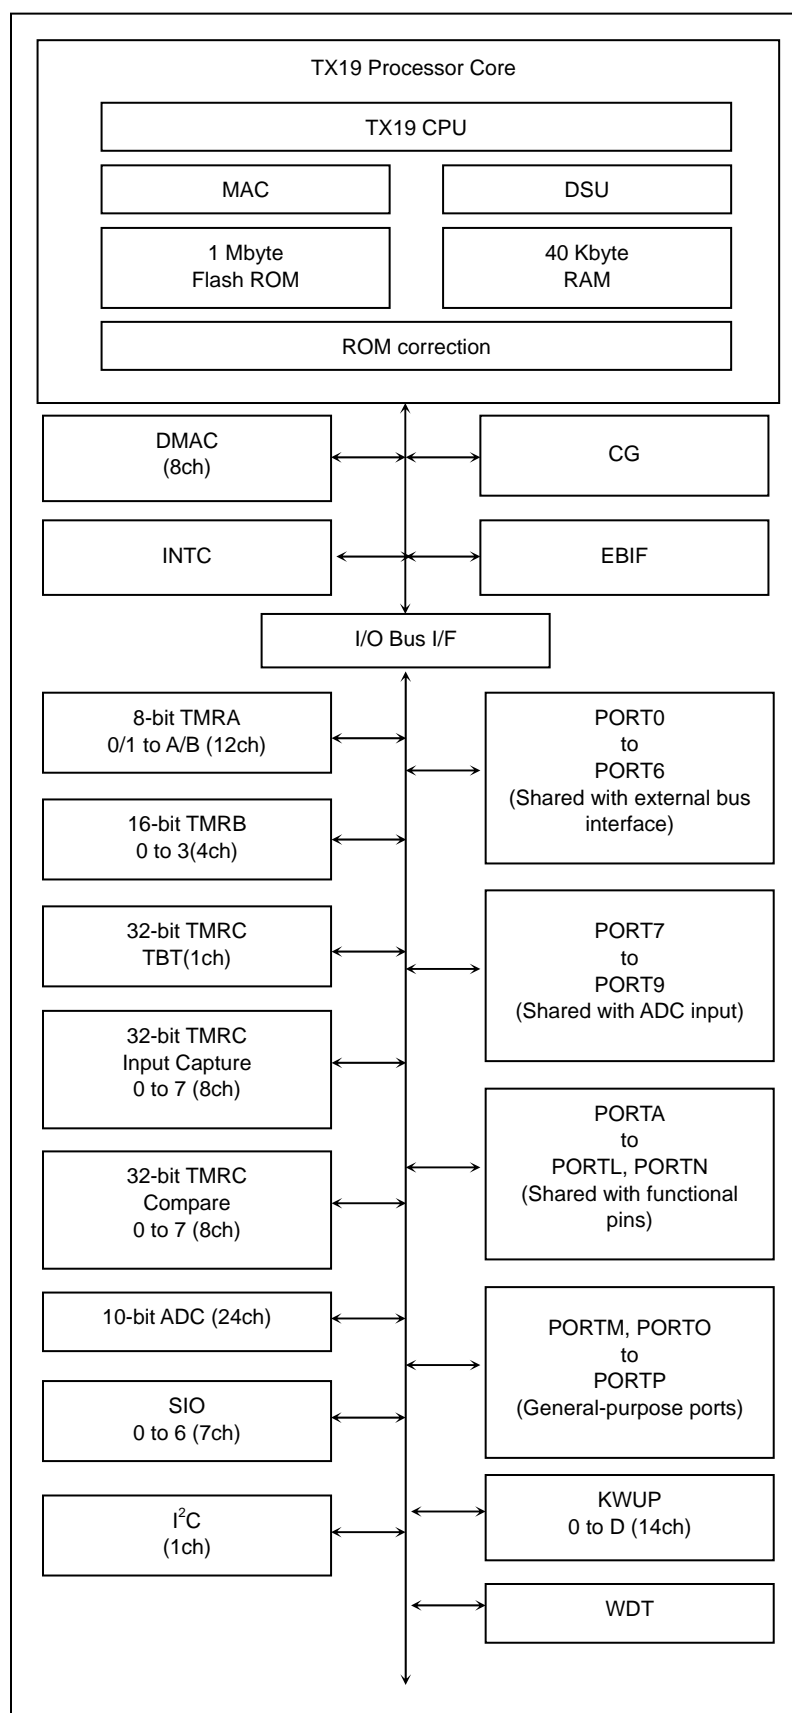 TX19 Processor Core
TX19 CPU
MAC
DSU
1 Mbyte
Flash ROM
40 Kbyte
RAM
ROM correction
DMAC
(8ch)
CG
INTC
EBIF
I/O Bus I/F
8-bit TMRA
0/1 to A/B (12ch)
16-bit TMRB
0 to 3(4ch)
32-bit TMRC
TBT(1ch)
32-bit TMRC
Input Capture
0 to 7 (8ch)
32-bit TMRC
Compare
0 to 7 (8ch)
10-bit ADC (24ch)
SIO
0 to 6 (7ch)
I²C
(1ch)
PORT0
to
PORT6
(Shared with external bus
interface)
PORT7
to
PORT9
(Shared with ADC input)
PORTA
to
PORTL, PORTN
(Shared with functional
pins)
PORTM, PORTO
to
PORTP
(General-purpose ports)
KWUP
0 to D (14ch)
WDT